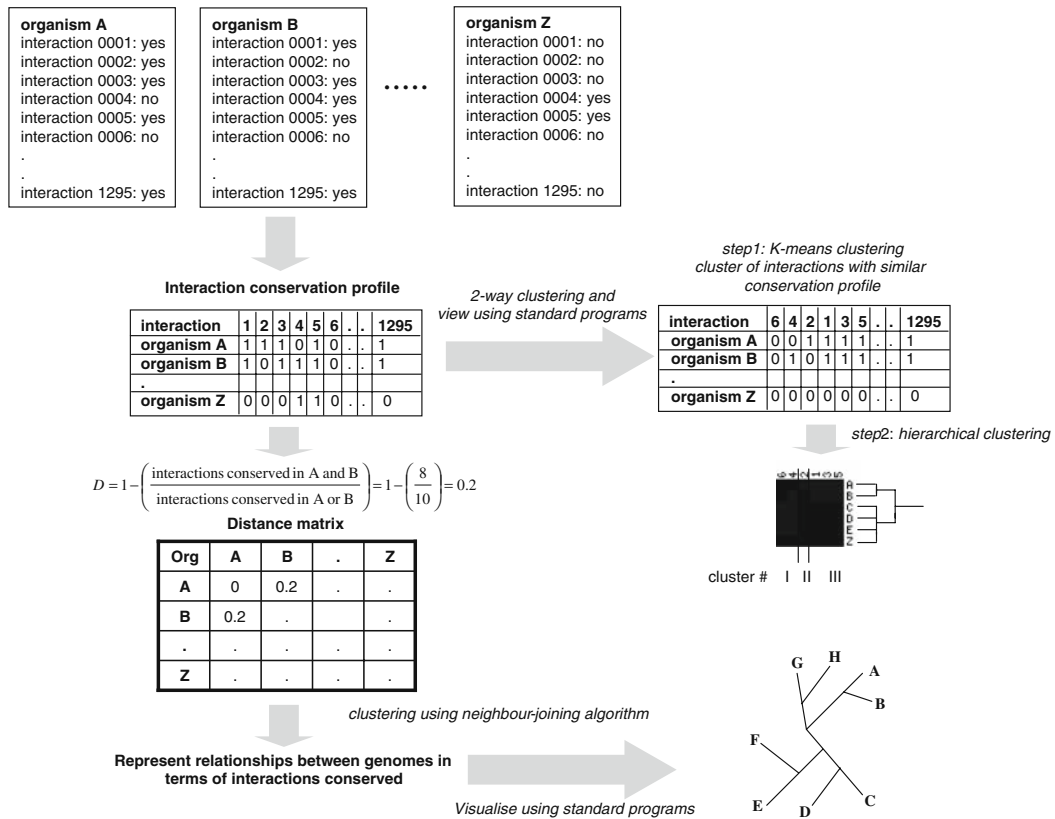 organism A
interaction 0001: yes
interaction 0002: yes
interaction 0003: yes
interaction 0004: no
interaction 0005: yes
interaction 0006: no
.
.
interaction 1295: yes
organism B
interaction 0001: yes
interaction 0002: no
interaction 0003: yes
interaction 0004: yes
interaction 0005: yes
interaction 0006: no
.
.
interaction 1295: yes
.....
organism Z
interaction 0001: no
interaction 0002: no
interaction 0003: no
interaction 0004: yes
interaction 0005: yes
interaction 0006: no
.
.
interaction 1295: no
Interaction conservation profile
interaction 1 2 3 4 5 6 . . 1295
organism A 1 1 1 0 1 0 . . 1
organism B 1 0 1 1 1 0 . . 1
.
organism Z 0 0 0 1 1 0 . . 0
2-way clustering and
view using standard programs
step1: K-means clustering
cluster of interactions with similar
conservation profile
interaction 6 4 2 1 3 5 . . 1295
organism A 0 0 1 1 1 1 . . 1
organism B 0 1 0 1 1 1 . . 1
.
organism Z 0 0 0 0 0 0 . . 0
step2: hierarchical clustering
6 4 2 1 3 5
A
B
C
D
E
Z
cluster # I II III
D = 1 − (interactions conserved in A and B / interactions conserved in A or B) = 1 − (8 / 10) = 0.2
Distance matrix
Org A B . Z
A 0 0.2 . .
B 0.2 . .
. . . . .
Z . . . .
clustering using neighbour-joining algorithm
Represent relationships between genomes in
terms of interactions conserved
Visualise using standard programs
G
H
A
B
F
E
D
C